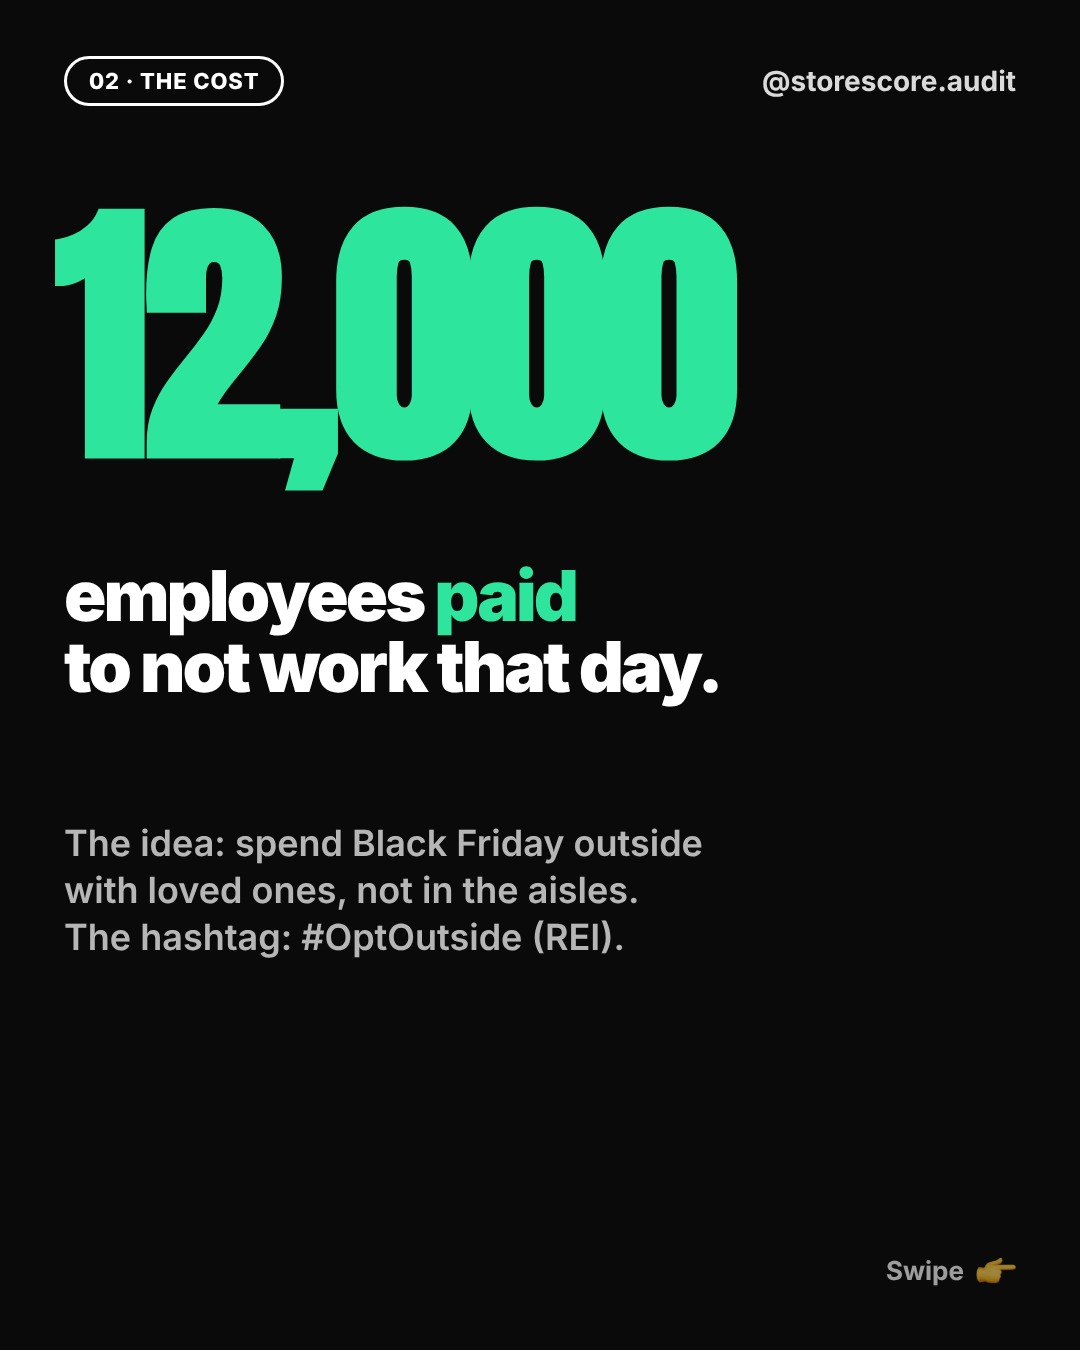 02 · THE COST
@storescore.audit
12,000
employees paid
to not work that day.
The idea: spend Black Friday outside
with loved ones, not in the aisles.
The hashtag: #OptOutside (REI).
Swipe 👉